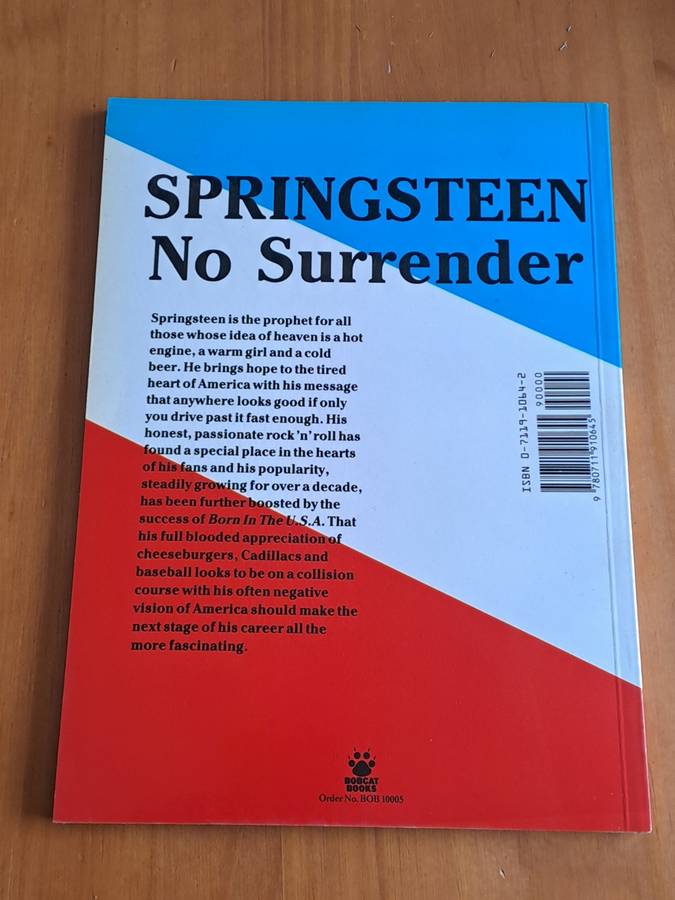 SPRINGSTEEN
No Surrender
Springsteen is the prophet for all
those whose idea of heaven is a hot
engine, a warm girl and a cold
beer. He brings hope to the tired
heart of America with his message
that anywhere looks good if only
you drive past it fast enough. His
honest, passionate rock 'n' roll has
found a special place in the hearts
of his fans and his popularity,
steadily growing for over a decade,
has been further boosted by the
success of Born In The U.S.A. That
his full blooded appreciation of
cheeseburgers, Cadillacs and
baseball looks to be on a collision
course with his often negative
vision of America should make the
next stage of his career all the
more fascinating.
ISBN 0-7119-1064-2
90000
9 780711 910645
BOBCAT
BOOKS
Order No. BOB 10005